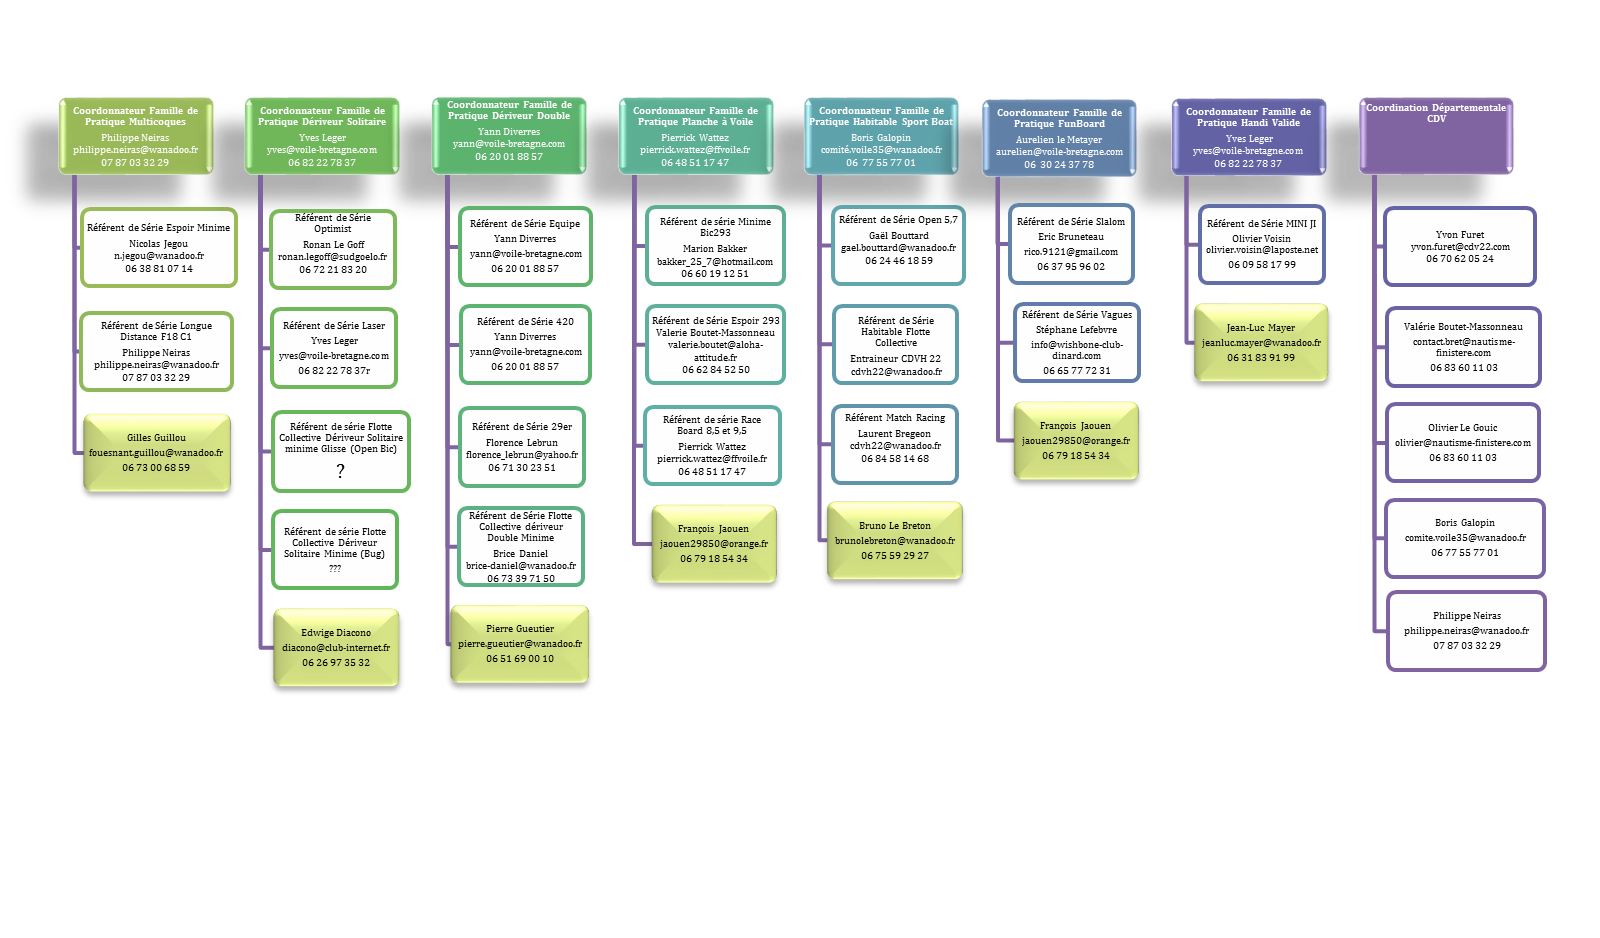 Coordonnateur Famille de
Pratique Multicoques
Philippe Neiras
philippe.neiras@wanadoo.fr
07 87 03 32 29
Référent de Série Espoir Minime
Nicolas Jegou
n.jegou@wanadoo.fr
06 38 81 07 14
Référent de Série Longue
Distance F18 C1
Philippe Neiras
philippe.neiras@wanadoo.fr
07 87 03 32 29
Gilles Guillou
fouesnant.guillou@wanadoo.fr
06 73 00 68 59
Coordonnateur Famille de
Pratique Dériveur Solitaire
Yves Leger
yves@voile-bretagne.com
06 82 22 78 37
Référent de Série
Optimist
Ronan Le Goff
ronan.legoff@sudgoelo.fr
06 72 21 83 20
Référent de Série Laser
Yves Leger
yves@voile-bretagne.com
06 82 22 78 37r
Référent de série Flotte
Collective Dériveur Solitaire
minime Glisse (Open Bic)
?
Référent de série Flotte
Collective Dériveur
Solitaire Minime (Bug)
???
Edwige Diacono
diacono@club-internet.fr
06 26 97 35 32
Coordonnateur Famille de
Pratique Dériveur Double
Yann Diverres
yann@voile-bretagne.com
06 20 01 88 57
Référent de Série Equipe
Yann Diverres
yann@voile-bretagne.com
06 20 01 88 57
Référent de Série 420
Yann Diverres
yann@voile-bretagne.com
06 20 01 88 57
Référent de Série 29er
Florence Lebrun
florence_lebrun@yahoo.fr
06 71 30 23 51
Référent de Série Flotte
Collective dériveur
Double Minime
Brice Daniel
brice-daniel@wanadoo.fr
06 73 39 71 50
Pierre Gueutier
pierre.gueutier@wanadoo.fr
06 51 69 00 10
Coordonnateur Famille de
Pratique Planche à Voile
Pierrick Wattez
pierrick.wattez@ffvoile.fr
06 48 51 17 47
Référent de série Minime
Bic293
Marion Bakker
bakker_25_7@hotmail.com
06 60 19 12 51
Référent de Série Espoir 293
Valerie Boutet-Massonneau
valerie.boutet@aloha-
attitude.fr
06 62 84 52 50
Référent de série Race
Board 8,5 et 9,5
Pierrick Wattez
pierrick.wattez@ffvoile.fr
06 48 51 17 47
François Jaouen
jaouen29850@orange.fr
06 79 18 54 34
Coordonnateur Famille de
Pratique Habitable Sport Boat
Boris Galopin
comité.voile35@wanadoo.fr
06 77 55 77 01
Référent de Série Open 5,7
Gaël Bouttard
gael.bouttard@wanadoo.fr
06 24 46 18 59
Référent de Série
Habitable Flotte
Collective
Entraineur CDVH 22
cdvh22@wanadoo.fr
Référent Match Racing
Laurent Bregeon
cdvh22@wanadoo.fr
06 84 58 14 68
Bruno Le Breton
brunolebreton@wanadoo.fr
06 75 59 29 27
Coordonnateur Famille de
Pratique FunBoard
Aurelien le Metayer
aurelien@voile-bretagne.com
06 30 24 37 78
Référent de Série Slalom
Eric Bruneteau
rico.9121@gmail.com
06 37 95 96 02
Référent de Série Vagues
Stéphane Lefebvre
info@wishbone-club-
dinard.com
06 65 77 72 31
François Jaouen
jaouen29850@orange.fr
06 79 18 54 34
Coordonnateur Famille de
Pratique Handi Valide
Yves Leger
yves@voile-bretagne.com
06 82 22 78 37
Référent de Série MINI JI
Olivier Voisin
olivier.voisin@laposte.net
06 09 58 17 99
Jean-Luc Mayer
jeanluc.mayer@wanadoo.fr
06 31 83 91 99
Coordination Départementale
CDV
Yvon Furet
yvon.furet@cdv22.com
06 70 62 05 24
Valérie Boutet-Massonneau
contact.bret@nautisme-
finistere.com
06 83 60 11 03
Olivier Le Gouic
olivier@nautisme-finistere.com
06 83 60 11 03
Boris Galopin
comite.voile35@wanadoo.fr
06 77 55 77 01
Philippe Neiras
philippe.neiras@wanadoo.fr
07 87 03 32 29